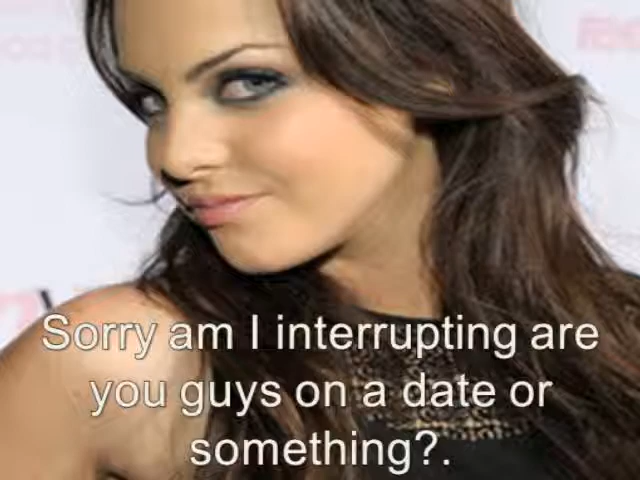 Sorry am I interrupting are
you guys on a date or
something?.